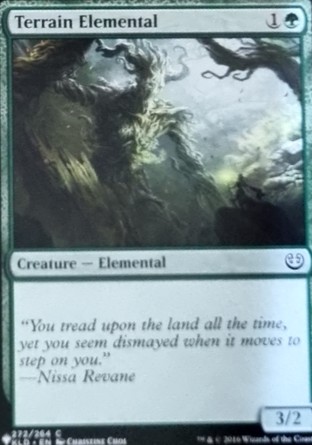 Terrain Elemental 1
Creature — Elemental
“You tread upon the land all the time,
yet you seem dismayed when it moves to
step on you.”
—Nissa Revane
272/264 C
KLD • EN Christine Choi
3/2
™ & © 2016 Wizards of the Coast